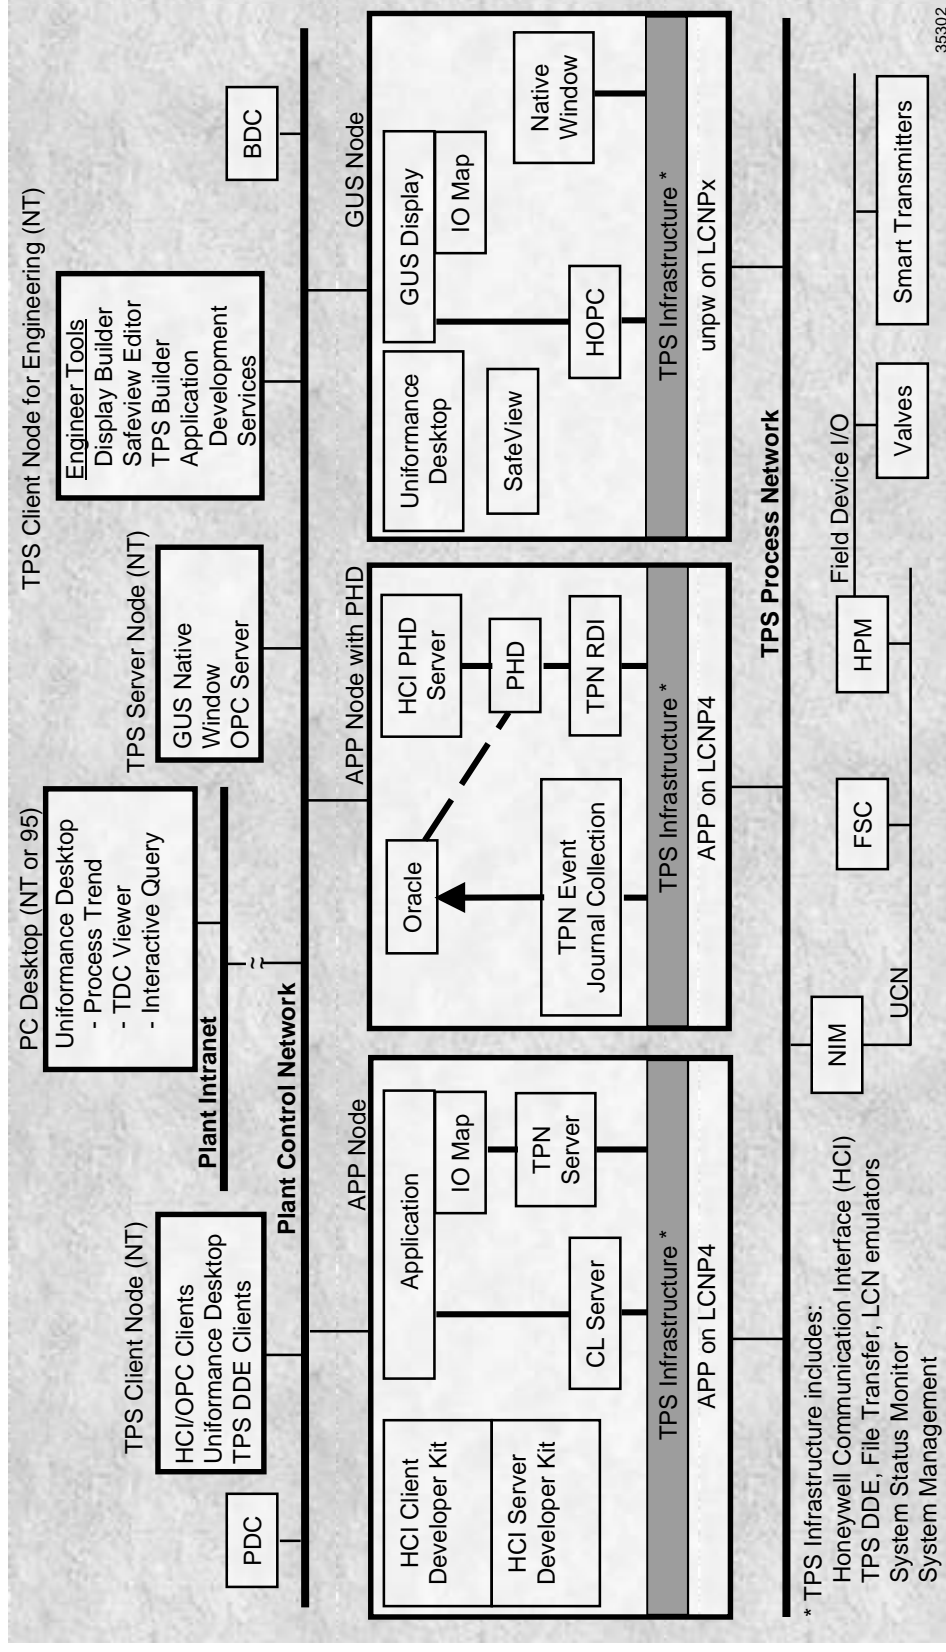 PC Desktop (NT or 95)
Uniformance Desktop
- Process Trend
- TDC Viewer
- Interactive Query
TPS Client Node for Engineering (NT)
Engineer Tools
Display Builder
Safeview Editor
TPS Builder
Application
Development
Services
TPS Client Node (NT)
HCI/OPC Clients
Uniformance Desktop
TPS DDE Clients
TPS Server Node (NT)
GUS Native
Window
OPC Server
PDC
BDC
Plant Intranet
~
~
Plant Control Network
APP Node
HCI Client
Developer Kit
HCI Server
Developer Kit
Application
IO Map
CL Server
TPN
Server
TPS Infrastructure *
APP on LCNP4
APP Node with PHD
Oracle
HCI PHD
Server
PHD
TPN Event
Journal Collection
TPN RDI
TPS Infrastructure *
APP on LCNP4
GUS Node
Uniformance
Desktop
GUS Display
IO Map
SafeView
HOPC
Native
Window
TPS Infrastructure *
unpw on LCNPx
TPS Process Network
* TPS Infrastructure includes:
Honeywell Communication Interface (HCI)
TPS DDE, File Transfer, LCN emulators
System Status Monitor
System Management
NIM
UCN
FSC
HPM
Field Device I/O
Valves
Smart Transmitters
35302